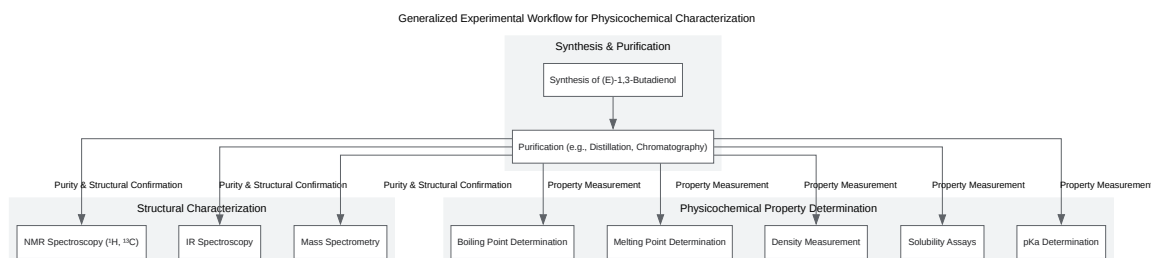 Generalized Experimental Workflow for Physicochemical Characterization
Synthesis & Purification
Synthesis of (E)-1,3-Butadienol
Purification (e.g., Distillation, Chromatography)
Purity & Structural Confirmation
Purity & Structural Confirmation
Purity & Structural Confirmation
Property Measurement
Property Measurement
Property Measurement
Property Measurement
Property Measurement
Structural Characterization
Physicochemical Property Determination
NMR Spectroscopy (¹H, ¹³C)
IR Spectroscopy
Mass Spectrometry
Boiling Point Determination
Melting Point Determination
Density Measurement
Solubility Assays
pKa Determination